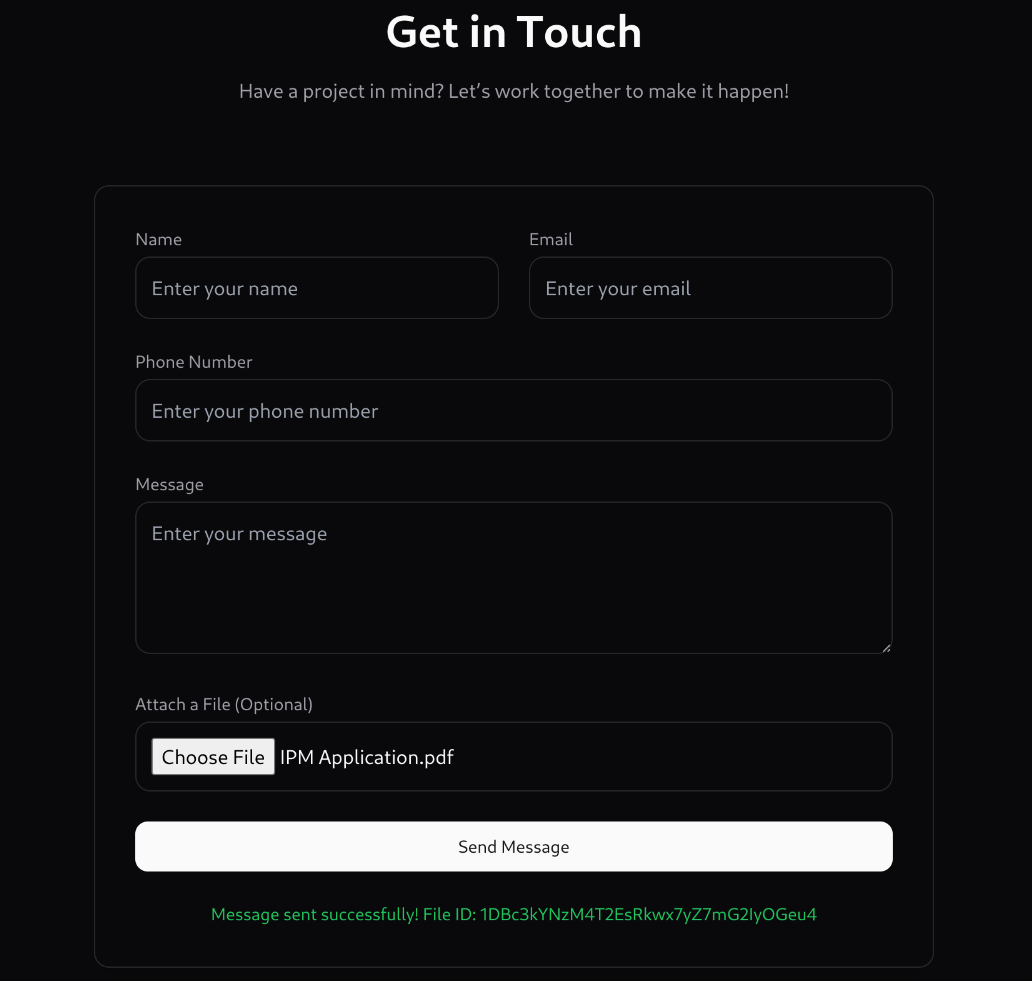 Get in Touch
Have a project in mind? Let’s work together to make it happen!
Name
Email
Enter your name
Enter your email
Phone Number
Enter your phone number
Message
Enter your message
Attach a File (Optional)
Choose File IPM Application.pdf
Send Message
Message sent successfully! File ID: 1DBc3kYNzM4T2EsRkwx7yZ7mG2IyOGeu4